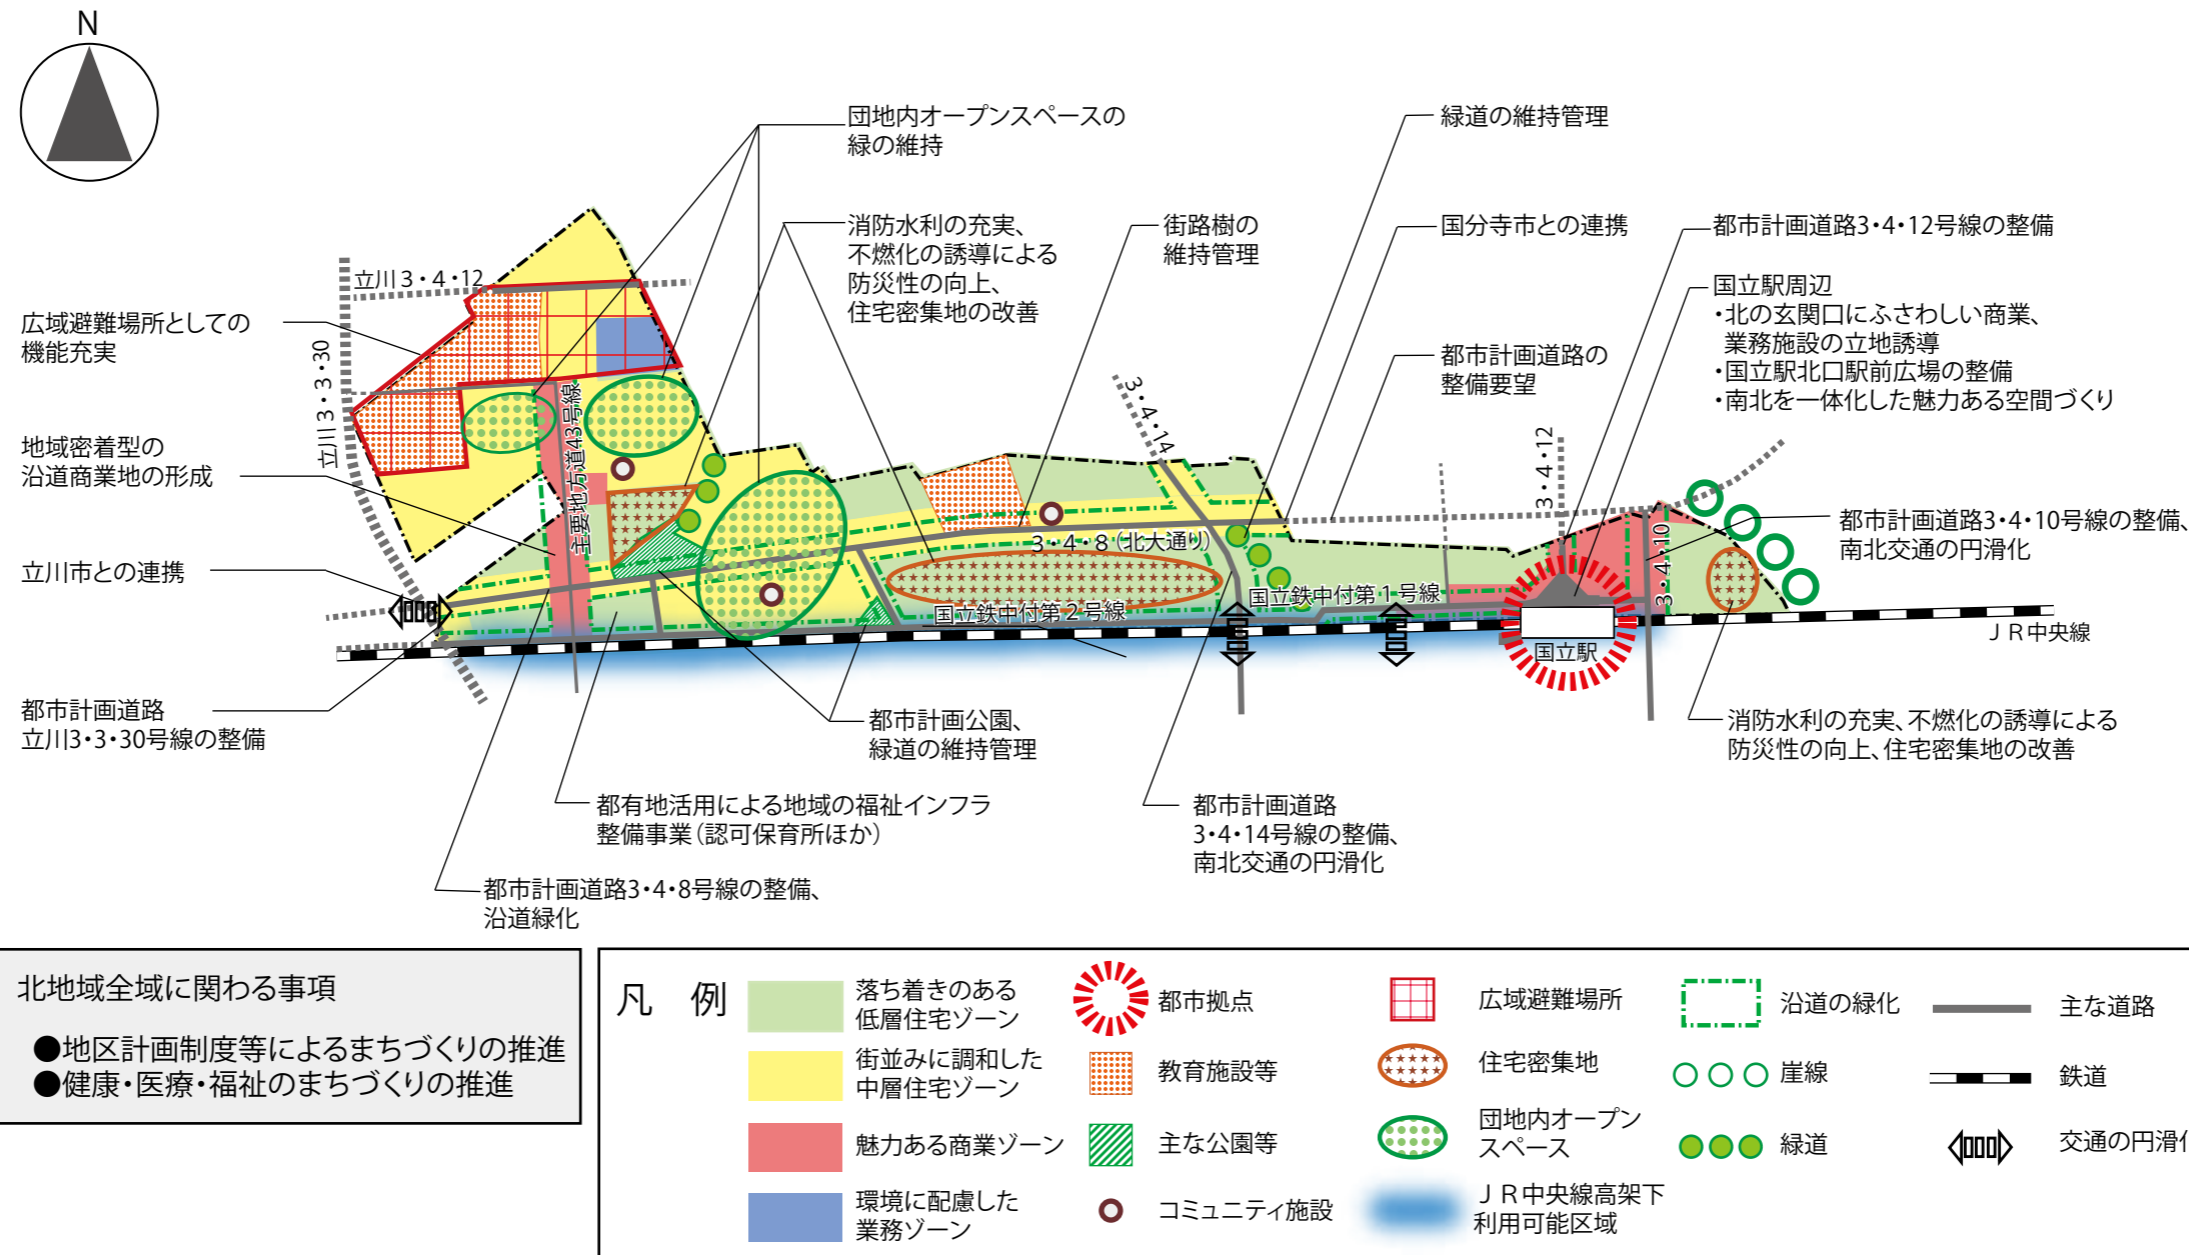 N
団地内オープンスペースの
緑の維持
緑道の維持管理
消防水利の充実、
不燃化の誘導による
防災性の向上、
住宅密集地の改善
街路樹の
維持管理
国分寺市との連携
都市計画道路3・4・12号線の整備
国立駅周辺
・北の玄関口にふさわしい商業、
業務施設の立地誘導
・国立駅北口駅前広場の整備
・南北を一体化した魅力ある空間づくり
都市計画道路の
整備要望
広域避難場所としての
機能充実
地域密着型の
沿道商業地の形成
立川市との連携
都市計画道路
立川3・3・30号線の整備
立川3・4・12
立川3・3・30
主要地方道43号線
3・4・14
3・4・12
3・4・10
3・4・8(北大通り)
国立鉄中付第1号線
国立鉄中付第2号線
国立駅
JR中央線
都市計画道路3・4・10号線の整備、
南北交通の円滑化
消防水利の充実、不燃化の誘導による
防災性の向上、住宅密集地の改善
都市計画公園、
緑道の維持管理
都有地活用による地域の福祉インフラ
整備事業(認可保育所ほか)
都市計画道路
3・4・14号線の整備、
南北交通の円滑化
都市計画道路3・4・8号線の整備、
沿道緑化
北地域全域に関わる事項
●地区計画制度等によるまちづくりの推進
●健康・医療・福祉のまちづくりの推進
凡 例
落ち着きのある
低層住宅ゾーン
街並みに調和した
中層住宅ゾーン
魅力ある商業ゾーン
環境に配慮した
業務ゾーン
都市拠点
教育施設等
主な公園等
コミュニティ施設
広域避難場所
住宅密集地
団地内オープン
スペース
JR中央線高架下
利用可能区域
沿道の緑化
崖線
緑道
主な道路
鉄道
交通の円滑